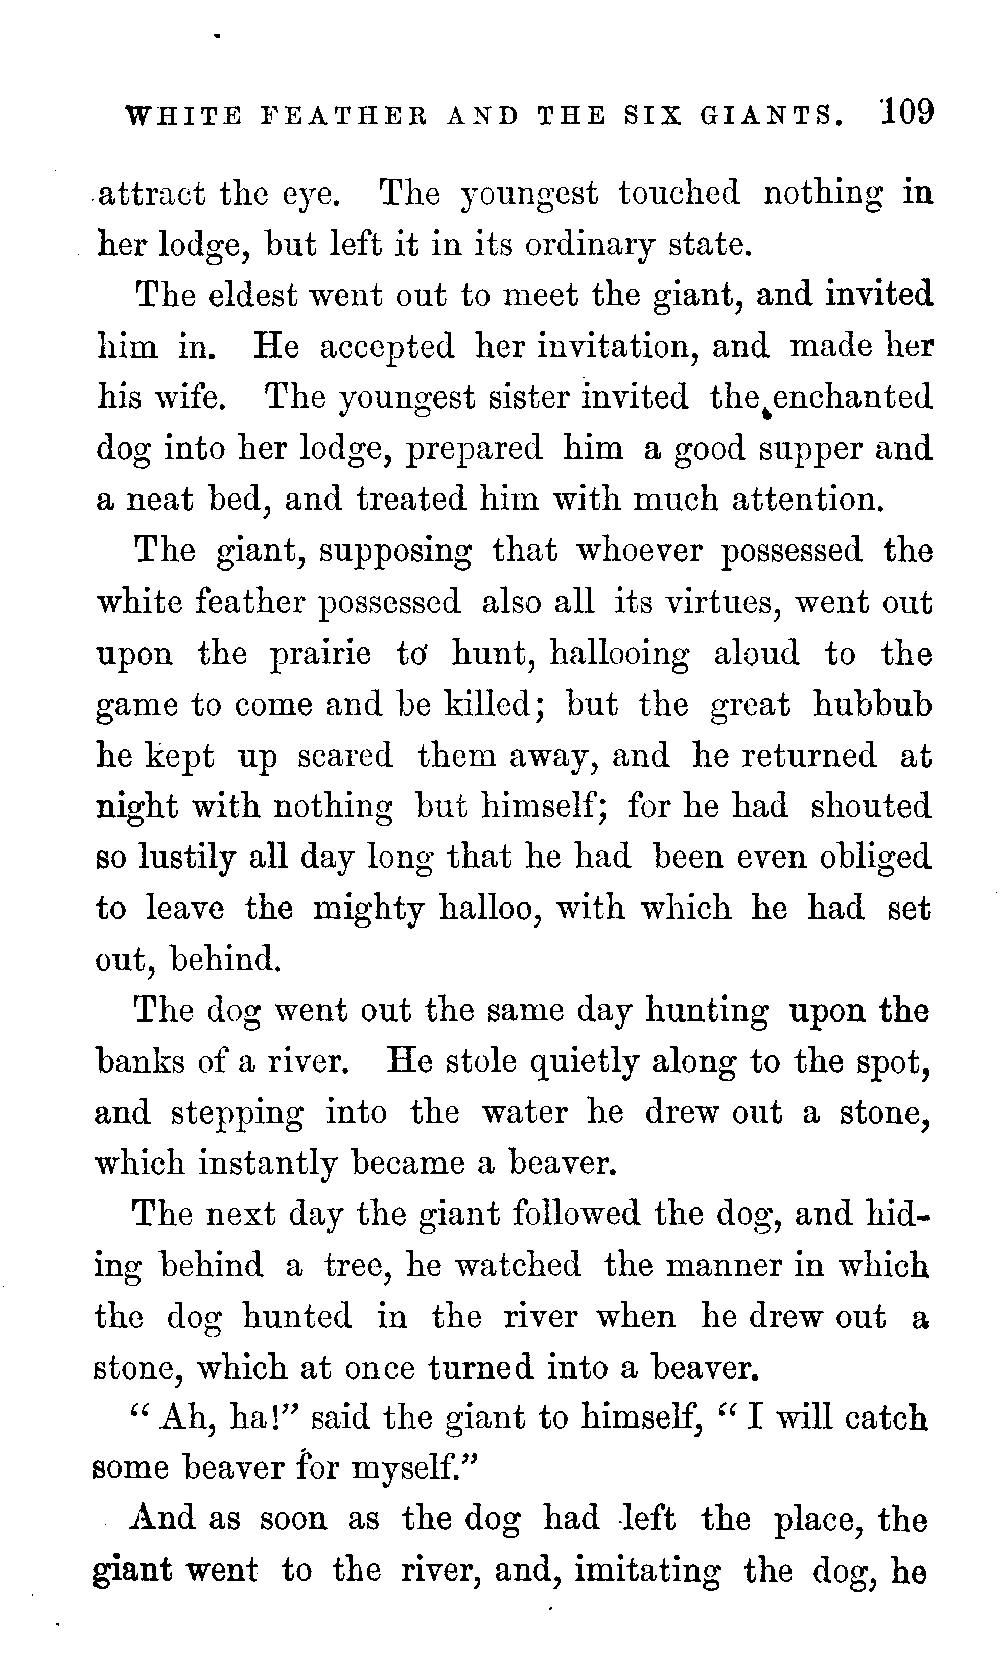 WHITE FEATHER AND THE SIX GIANTS. 109
attract the eye. The youngest touched nothing in
her lodge, but left it in its ordinary state.
The eldest went out to meet the giant, and invited
him in. He accepted her invitation, and made her
his wife. The youngest sister invited the enchanted
dog into her lodge, prepared him a good supper and
a neat bed, and treated him with much attention.
The giant, supposing that whoever possessed the
white feather possessed also all its virtues, went out
upon the prairie to hunt, hallooing aloud to the
game to come and be killed; but the great hubbub
he kept up scared them away, and he returned at
night with nothing but himself; for he had shouted
so lustily all day long that he had been even obliged
to leave the mighty halloo, with which he had set
out, behind.
The dog went out the same day hunting upon the
banks of a river. He stole quietly along to the spot,
and stepping into the water he drew out a stone,
which instantly became a beaver.
The next day the giant followed the dog, and hid-
ing behind a tree, he watched the manner in which
the dog hunted in the river when he drew out a
stone, which at once turned into a beaver.
“Ah, ha!” said the giant to himself, “I will catch
some beaver for myself.”
And as soon as the dog had left the place, the
giant went to the river, and, imitating the dog, he